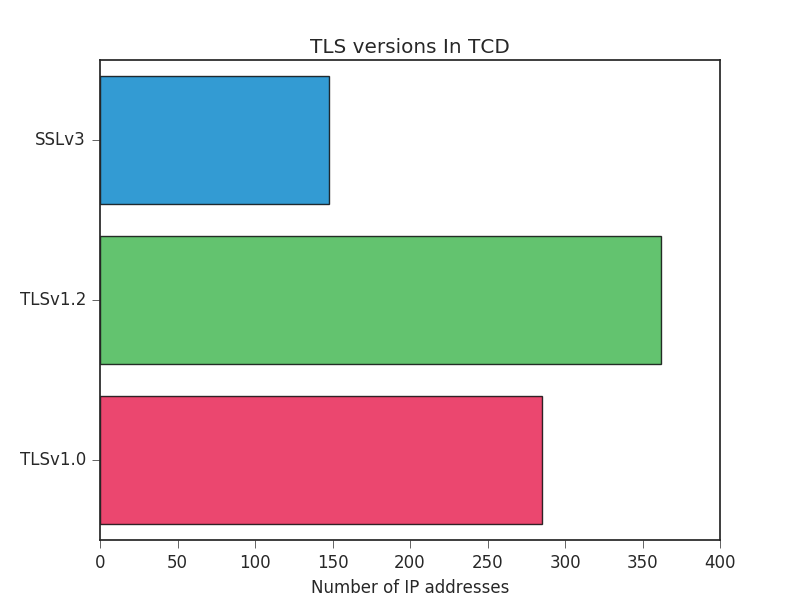 TLS versions In TCD
SSLv3
TLSv1.2
TLSv1.0
0 50 100 150 200 250 300 350 400
Number of IP addresses